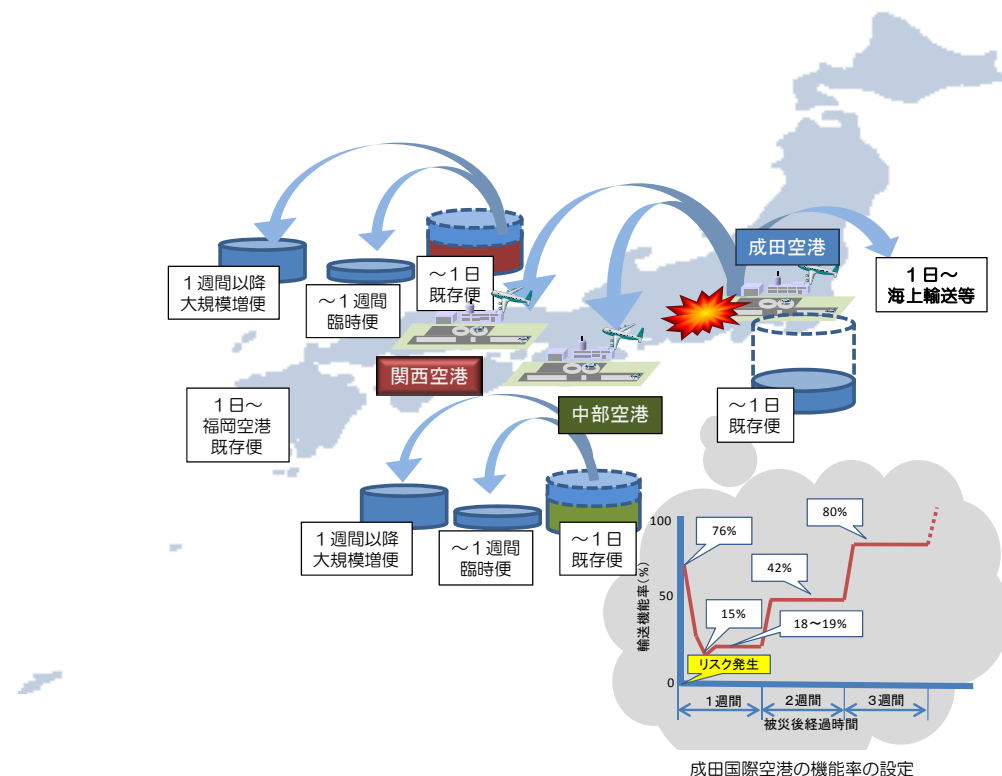 成田空港
1日～
海上輸送等
1週間以降
大規模増便
～1週間
臨時便
～1日
既存便
関西空港
中部空港
～1日
既存便
1日～
福岡空港
既存便
1週間以降
大規模増便
～1週間
臨時便
～1日
既存便
輸送機能率(%)
100
50
0
76%
15%
18～19%
42%
80%
リスク発生
1週間
2週間
3週間
被災後経過時間
成田国際空港の機能率の設定